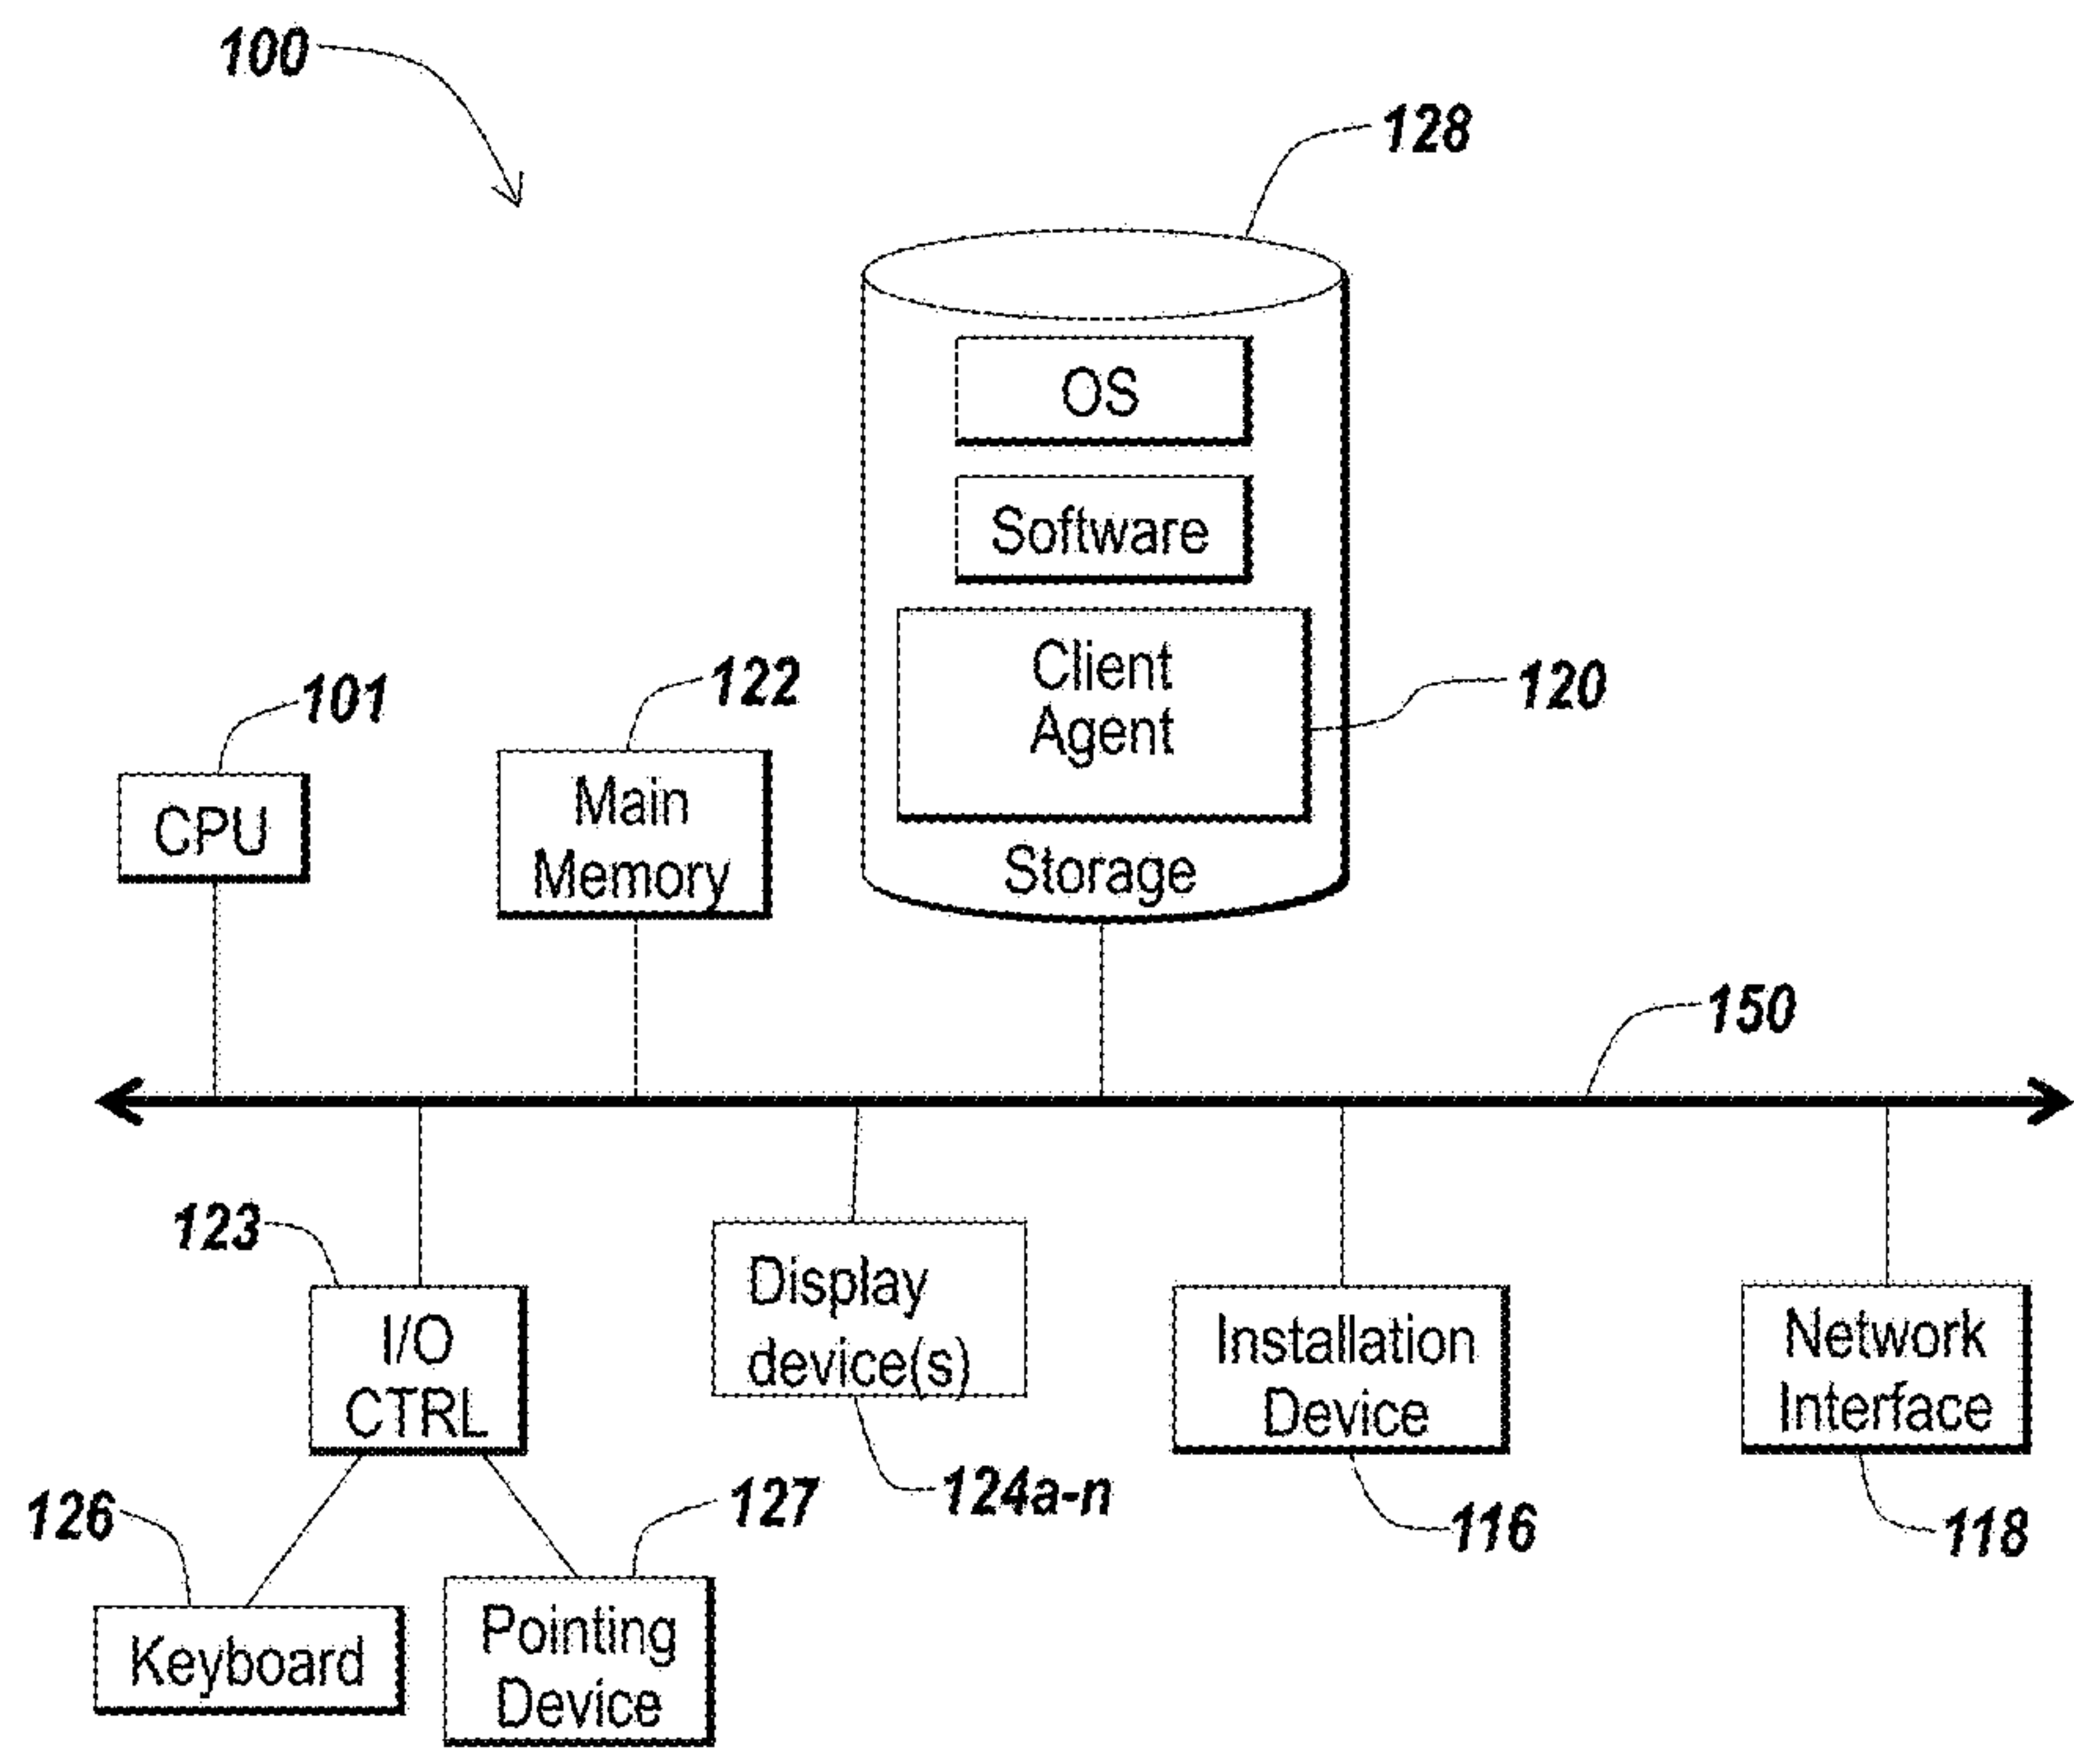 100
128
OS
Software
Client
Agent
120
Storage
101
CPU
122
Main
Memory
150
123
I/O
CTRL
Display
device(s)
124a-n
Installation
Device
116
Network
Interface
118
126
Keyboard
127
Pointing
Device